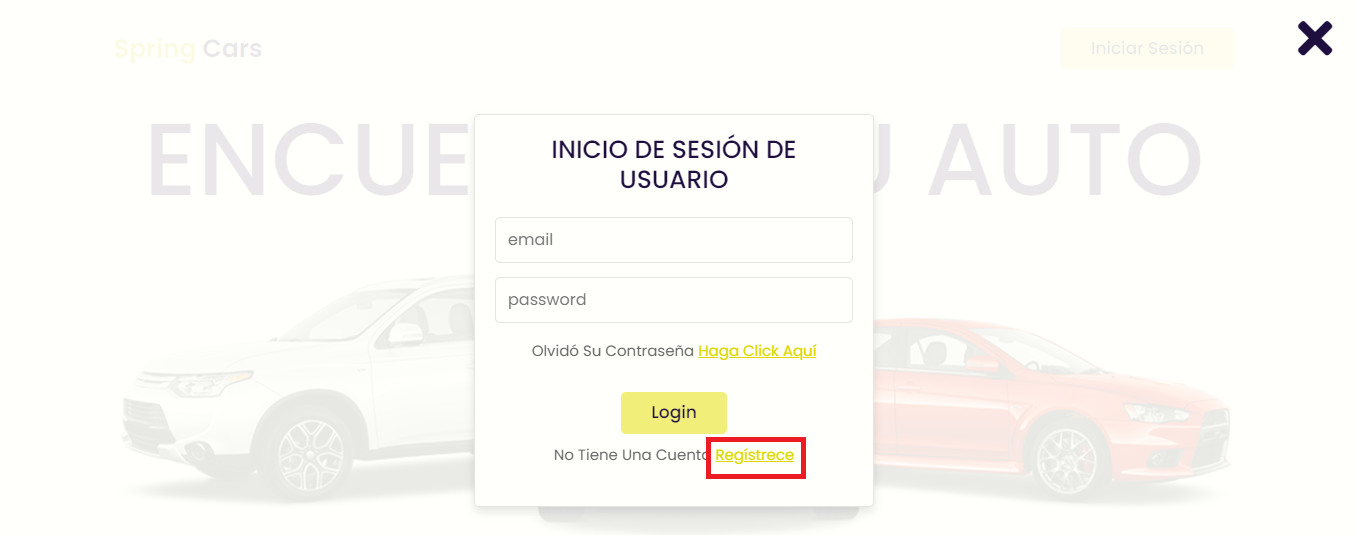 Spring Cars
Iniciar Sesión
ENCUE U AUTO
INICIO DE SESIÓN DE
USUARIO
email
password
Olvidó Su Contraseña Haga Click Aquí
Login
No Tiene Una Cuenta Regístrece